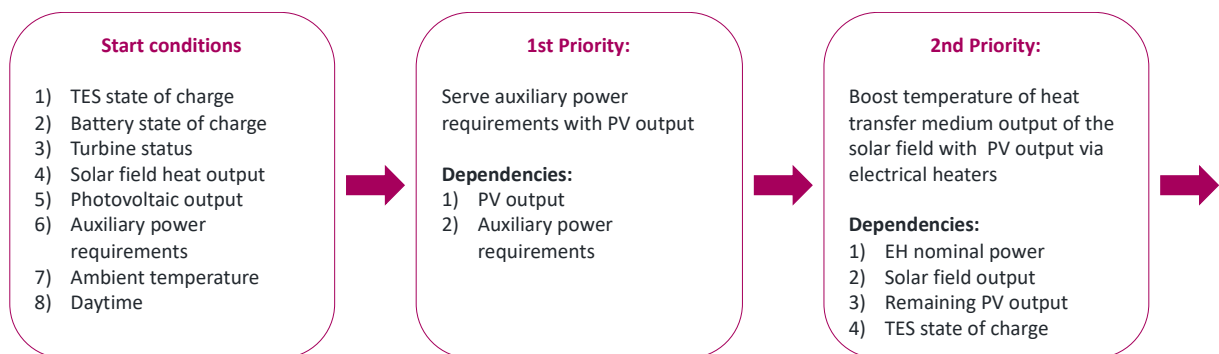 Start conditions
1) TES state of charge
2) Battery state of charge
3) Turbine status
4) Solar field heat output
5) Photovoltaic output
6) Auxiliary power
requirements
7) Ambient temperature
8) Daytime
1st Priority:
Serve auxiliary power
requirements with PV output
Dependencies:
1) PV output
2) Auxiliary power
requirements
2nd Priority:
Boost temperature of heat
transfer medium output of the
solar field with PV output via
electrical heaters
Dependencies:
1) EH nominal power
2) Solar field output
3) Remaining PV output
4) TES state of charge